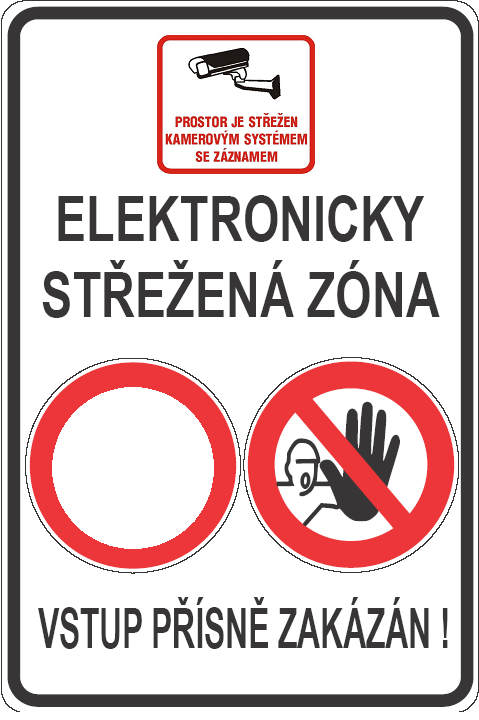 PROSTOR JE STŘEŽEN
KAMEROVÝM SYSTÉMEM
SE ZÁZNAMEM
ELEKTRONICKY
STŘEŽENÁ ZÓNA
VSTUP PŘÍSNĚ ZAKÁZÁN !